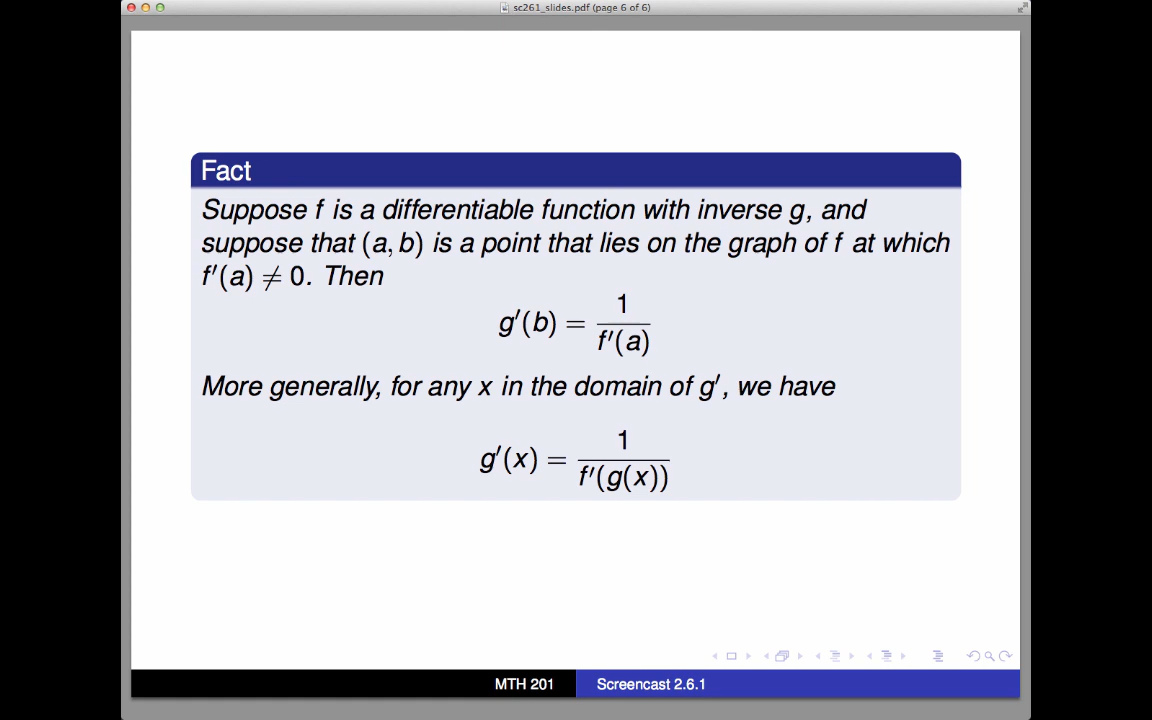 sc261_slides.pdf (page 6 of 6)
Fact
Suppose f is a differentiable function with inverse g, and
suppose that (a, b) is a point that lies on the graph of f at which
f′(a) ≠ 0. Then
g′(b) = 1 / f′(a)
More generally, for any x in the domain of g′, we have
g′(x) = 1 / f′(g(x))
MTH 201 Screencast 2.6.1